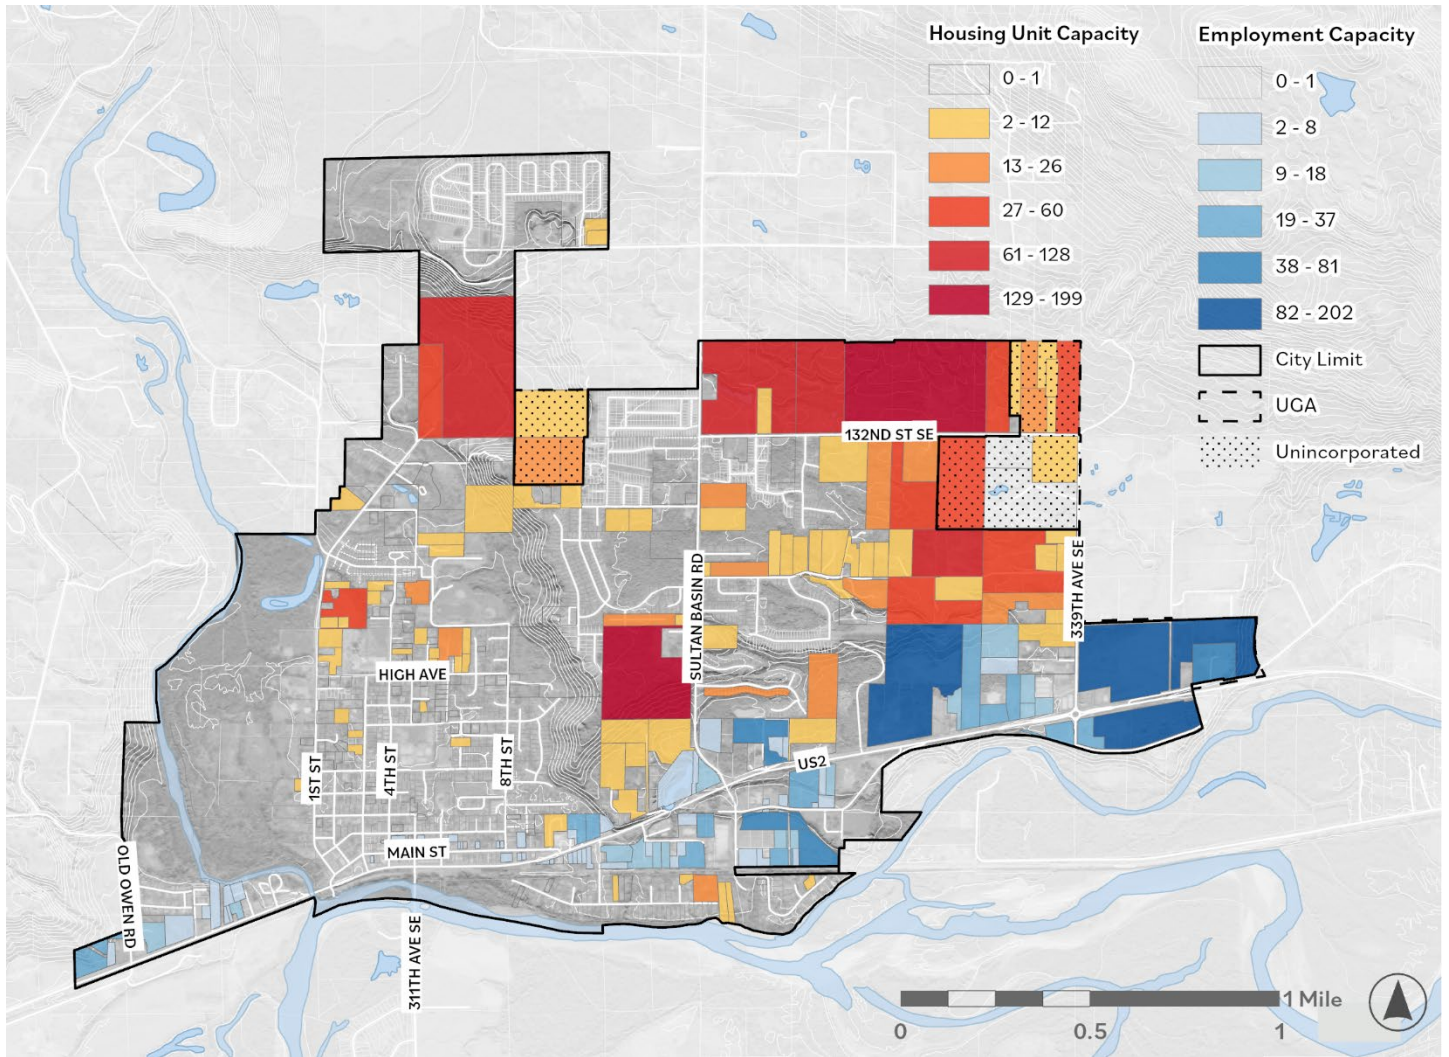 Housing Unit Capacity
0 - 1
2 - 12
13 - 26
27 - 60
61 - 128
129 - 199
Employment Capacity
0 - 1
2 - 8
9 - 18
19 - 37
38 - 81
82 - 202
City Limit
UGA
Unincorporated
132ND ST SE
SULTAN BASIN RD
339TH AVE SE
HIGH AVE
1ST ST
4TH ST
8TH ST
US2
MAIN ST
OLD OWEN RD
311TH AVE SE
1 Mile
0
0.5
1